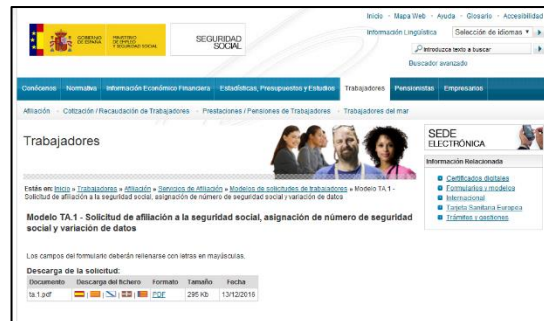 Inicio - Mapa Web - Ayuda - Glosario - Accesibilidad
GOBIERNO DE ESPAÑA
MINISTERIO DE EMPLEO Y SEGURIDAD SOCIAL
SEGURIDAD SOCIAL
Información Lingüística
Selección de idiomas
Introduzca texto a buscar
Buscador avanzado
Conócenos
Normativa
Información Económico Financiera
Estadísticas, Presupuestos y Estudios
Trabajadores
Pensionistas
Empresarios
Afiliación - Cotización / Recaudación de Trabajadores - Prestaciones / Pensiones de Trabajadores - Trabajadores del mar
Trabajadores
SEDE ELECTRÓNICA
Información Relacionada
Certificados digitales
Formularios y modelos
Internacional
Tarjeta Sanitaria Europea
Trámites y gestiones
Estás en: Inicio » Trabajadores » Afiliación » Servicios de Afiliación » Modelos de solicitudes de trabajadores » Modelo TA.1 -
Solicitud de afiliación a la seguridad social, asignación de número de seguridad social y variación de datos
Modelo TA.1 - Solicitud de afiliación a la seguridad social, asignación de número de seguridad
social y variación de datos
Los campos del formulario deberán rellenarse con letras en mayúsculas.
Descarga de la solicitud:
Documento Descarga del fichero Formato Tamaño Fecha
ta.1.pdf PDF 295 Kb 13/12/2016